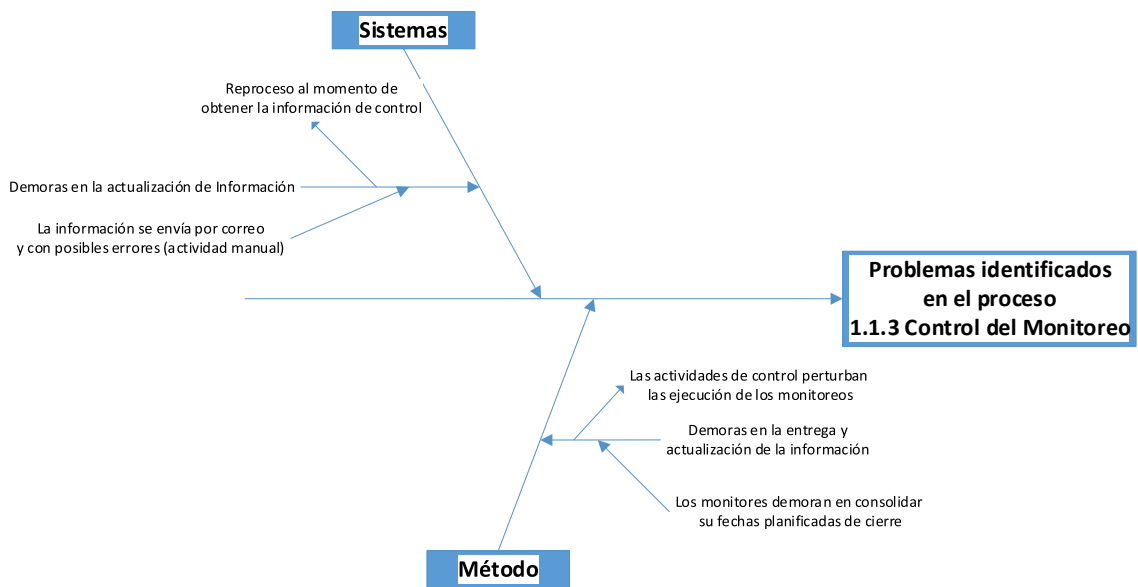 Sistemas
Reproceso al momento de
obtener la información de control
Demoras en la actualización de Información
La información se envía por correo
y con posibles errores (actividad manual)
Problemas identificados
en el proceso
1.1.3 Control del Monitoreo
Las actividades de control perturban
las ejecución de los monitoreos
Demoras en la entrega y
actualización de la información
Los monitores demoran en consolidar
su fechas planificadas de cierre
Método